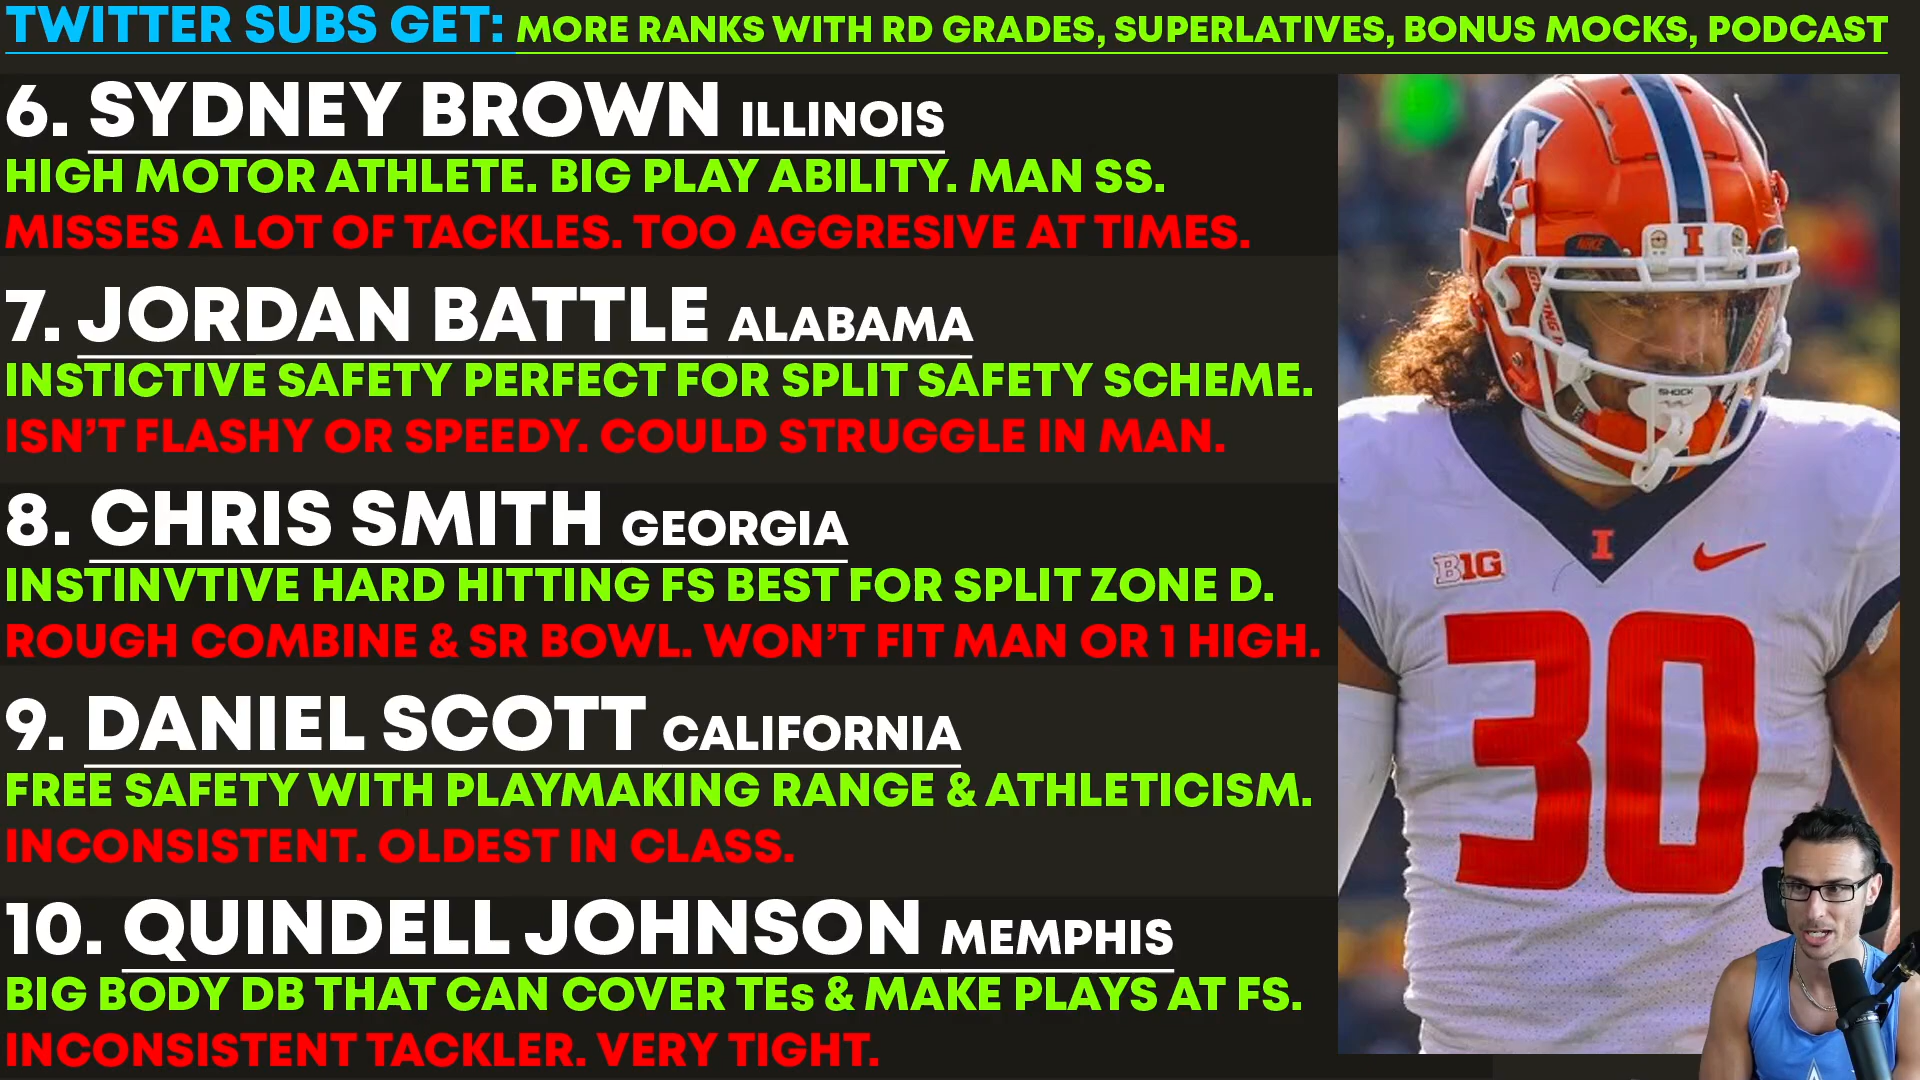 TWITTER SUBS GET: MORE RANKS WITH RD GRADES, SUPERLATIVES, BONUS MOCKS, PODCAST
6. SYDNEY BROWN ILLINOIS
HIGH MOTOR ATHLETE. BIG PLAY ABILITY. MAN SS.
MISSES A LOT OF TACKLES. TOO AGGRESIVE AT TIMES.
7. JORDAN BATTLE ALABAMA
INSTICTIVE SAFETY PERFECT FOR SPLIT SAFETY SCHEME.
ISN'T FLASHY OR SPEEDY. COULD STRUGGLE IN MAN.
8. CHRIS SMITH GEORGIA
INSTINVTIVE HARD HITTING FS BEST FOR SPLIT ZONE D.
ROUGH COMBINE & SR BOWL. WON'T FIT MAN OR 1 HIGH.
9. DANIEL SCOTT CALIFORNIA
FREE SAFETY WITH PLAYMAKING RANGE & ATHLETICISM.
INCONSISTENT. OLDEST IN CLASS.
10. QUINDELL JOHNSON MEMPHIS
BIG BODY DB THAT CAN COVER TEs & MAKE PLAYS AT FS.
INCONSISTENT TACKLER. VERY TIGHT.
I
NIKE
SHOCK
I
B1G
30